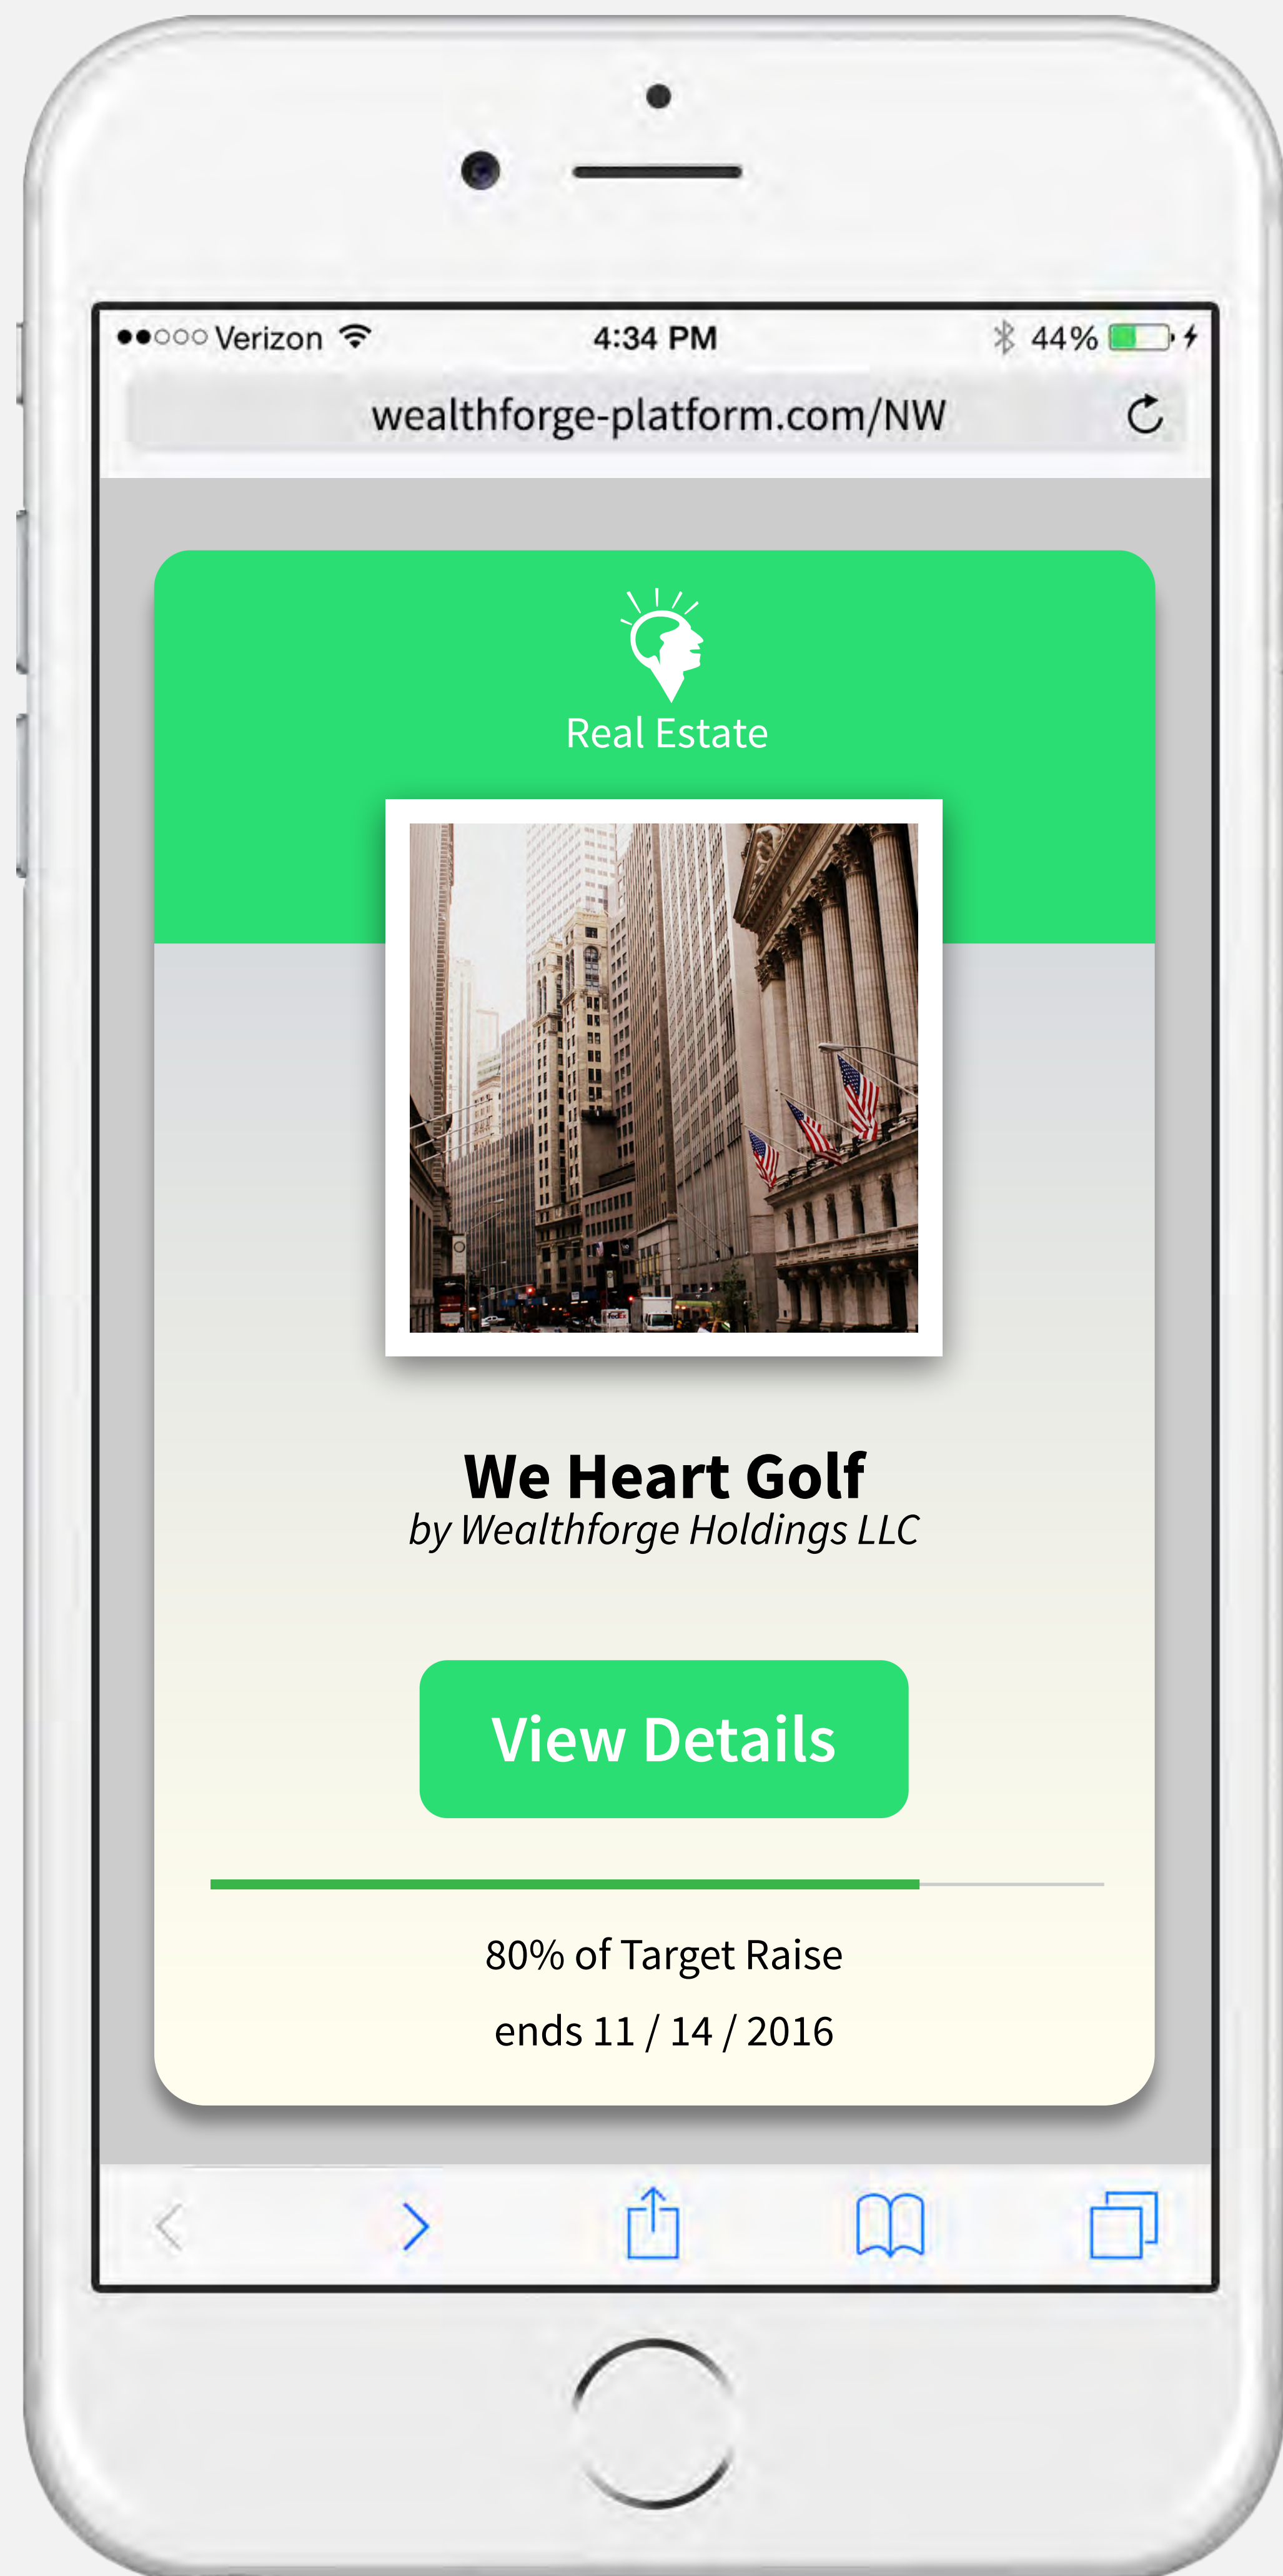 Verizon 4:34 PM 44%
wealthforge-platform.com/NW
Real Estate
We Heart Golf
by Wealthforge Holdings LLC
View Details
80% of Target Raise
ends 11 / 14 / 2016